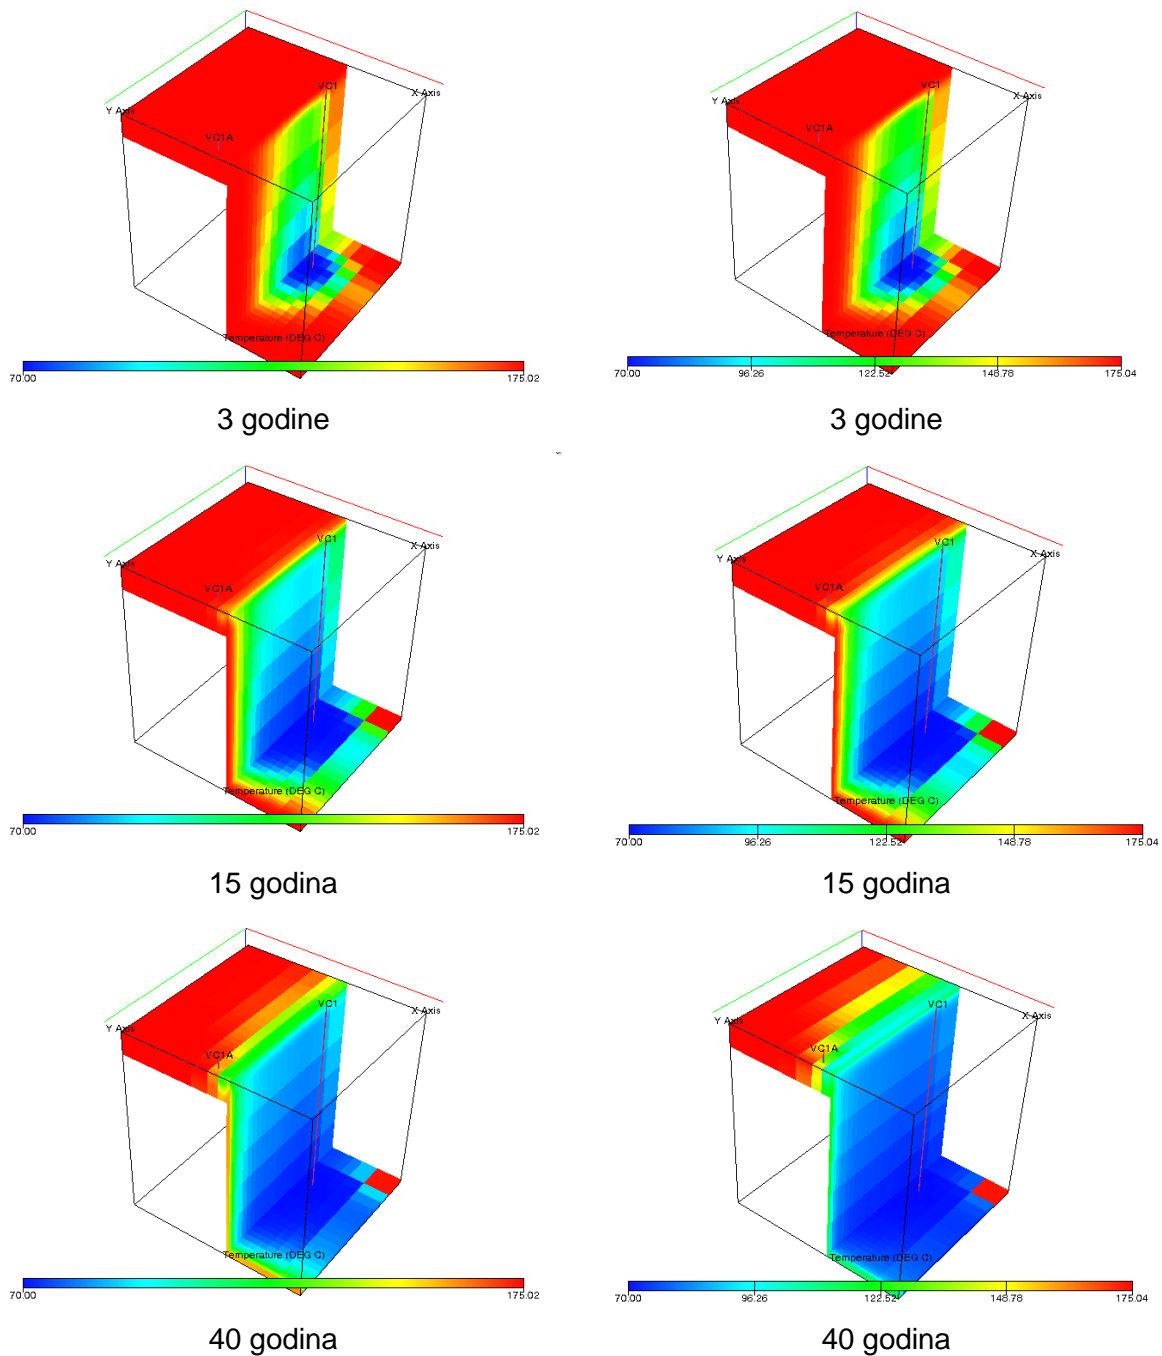 VC1
X Axis
Y Axis
VC1A
Temperature (DEG C)
70.00 175.02
3 godine
VC1
X Axis
Y Axis
VC1A
Temperature (DEG C)
70.00 96.26 122.52 148.78 175.04
3 godine
VC1
X Axis
Y Axis
VC1A
Temperature (DEG C)
70.00 175.02
15 godina
VC1
X Axis
Y Axis
VC1A
Temperature (DEG C)
70.00 96.26 122.52 148.78 175.04
15 godina
VC1
X Axis
Y Axis
VC1A
Temperature (DEG C)
70.00 175.02
40 godina
VC1
X Axis
Y Axis
VC1A
Temperature (DEG C)
70.00 96.26 122.52 148.78 175.04
40 godina